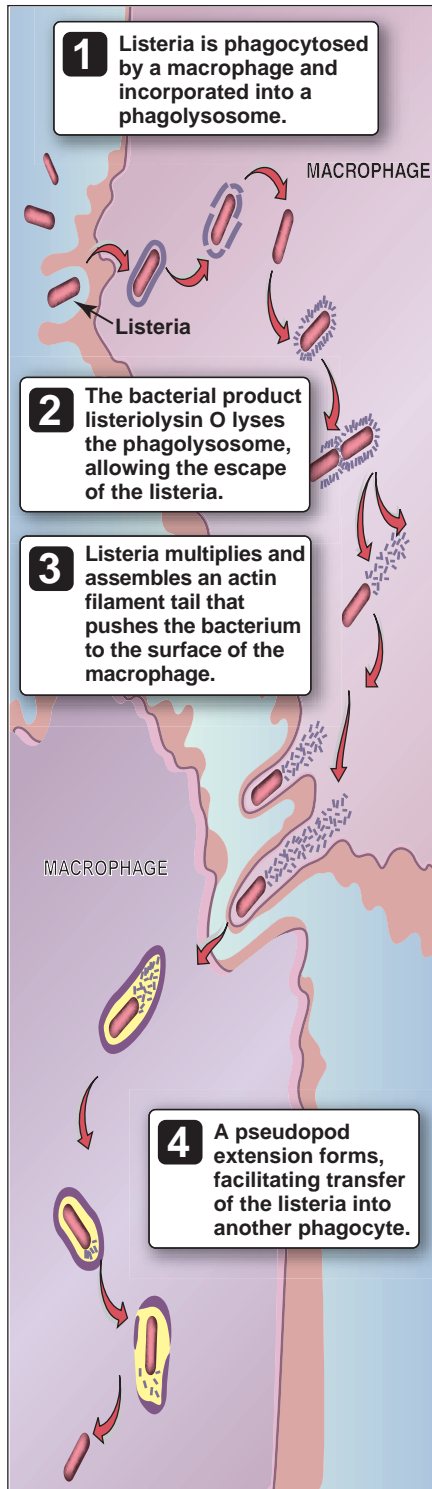 1
Listeria is phagocytosed
by a macrophage and
incorporated into a
phagolysosome.
MACROPHAGE
Listeria
2
The bacterial product
listeriolysin O lyses
the phagolysosome,
allowing the escape
of the listeria.
3
Listeria multiplies and
assembles an actin
filament tail that
pushes the bacterium
to the surface of the
macrophage.
MACROPHAGE
4
A pseudopod
extension forms,
facilitating transfer
of the listeria into
another phagocyte.